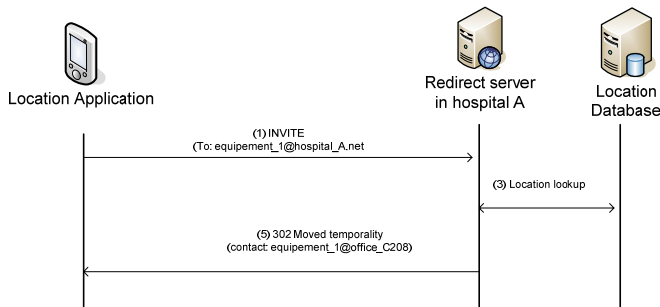 Location Application
Redirect server
in hospital A
Location
Database
(1) INVITE
(To: equipement_1@hospital_A.net
(3) Location lookup
(5) 302 Moved temporality
(contact: equipement_1@office_C208)